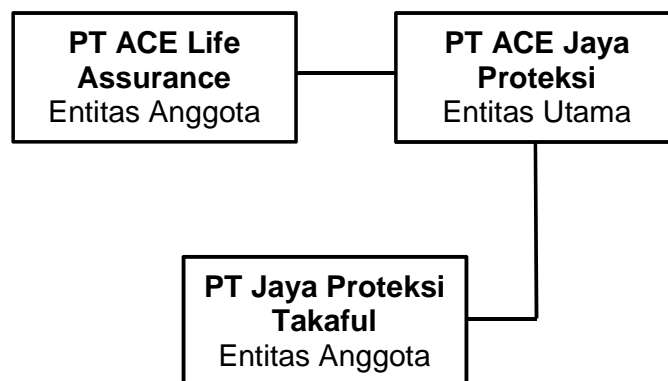 PT ACE Life
Assurance
Entitas Anggota
PT ACE Jaya
Proteksi
Entitas Utama
PT Jaya Proteksi
Takaful
Entitas Anggota